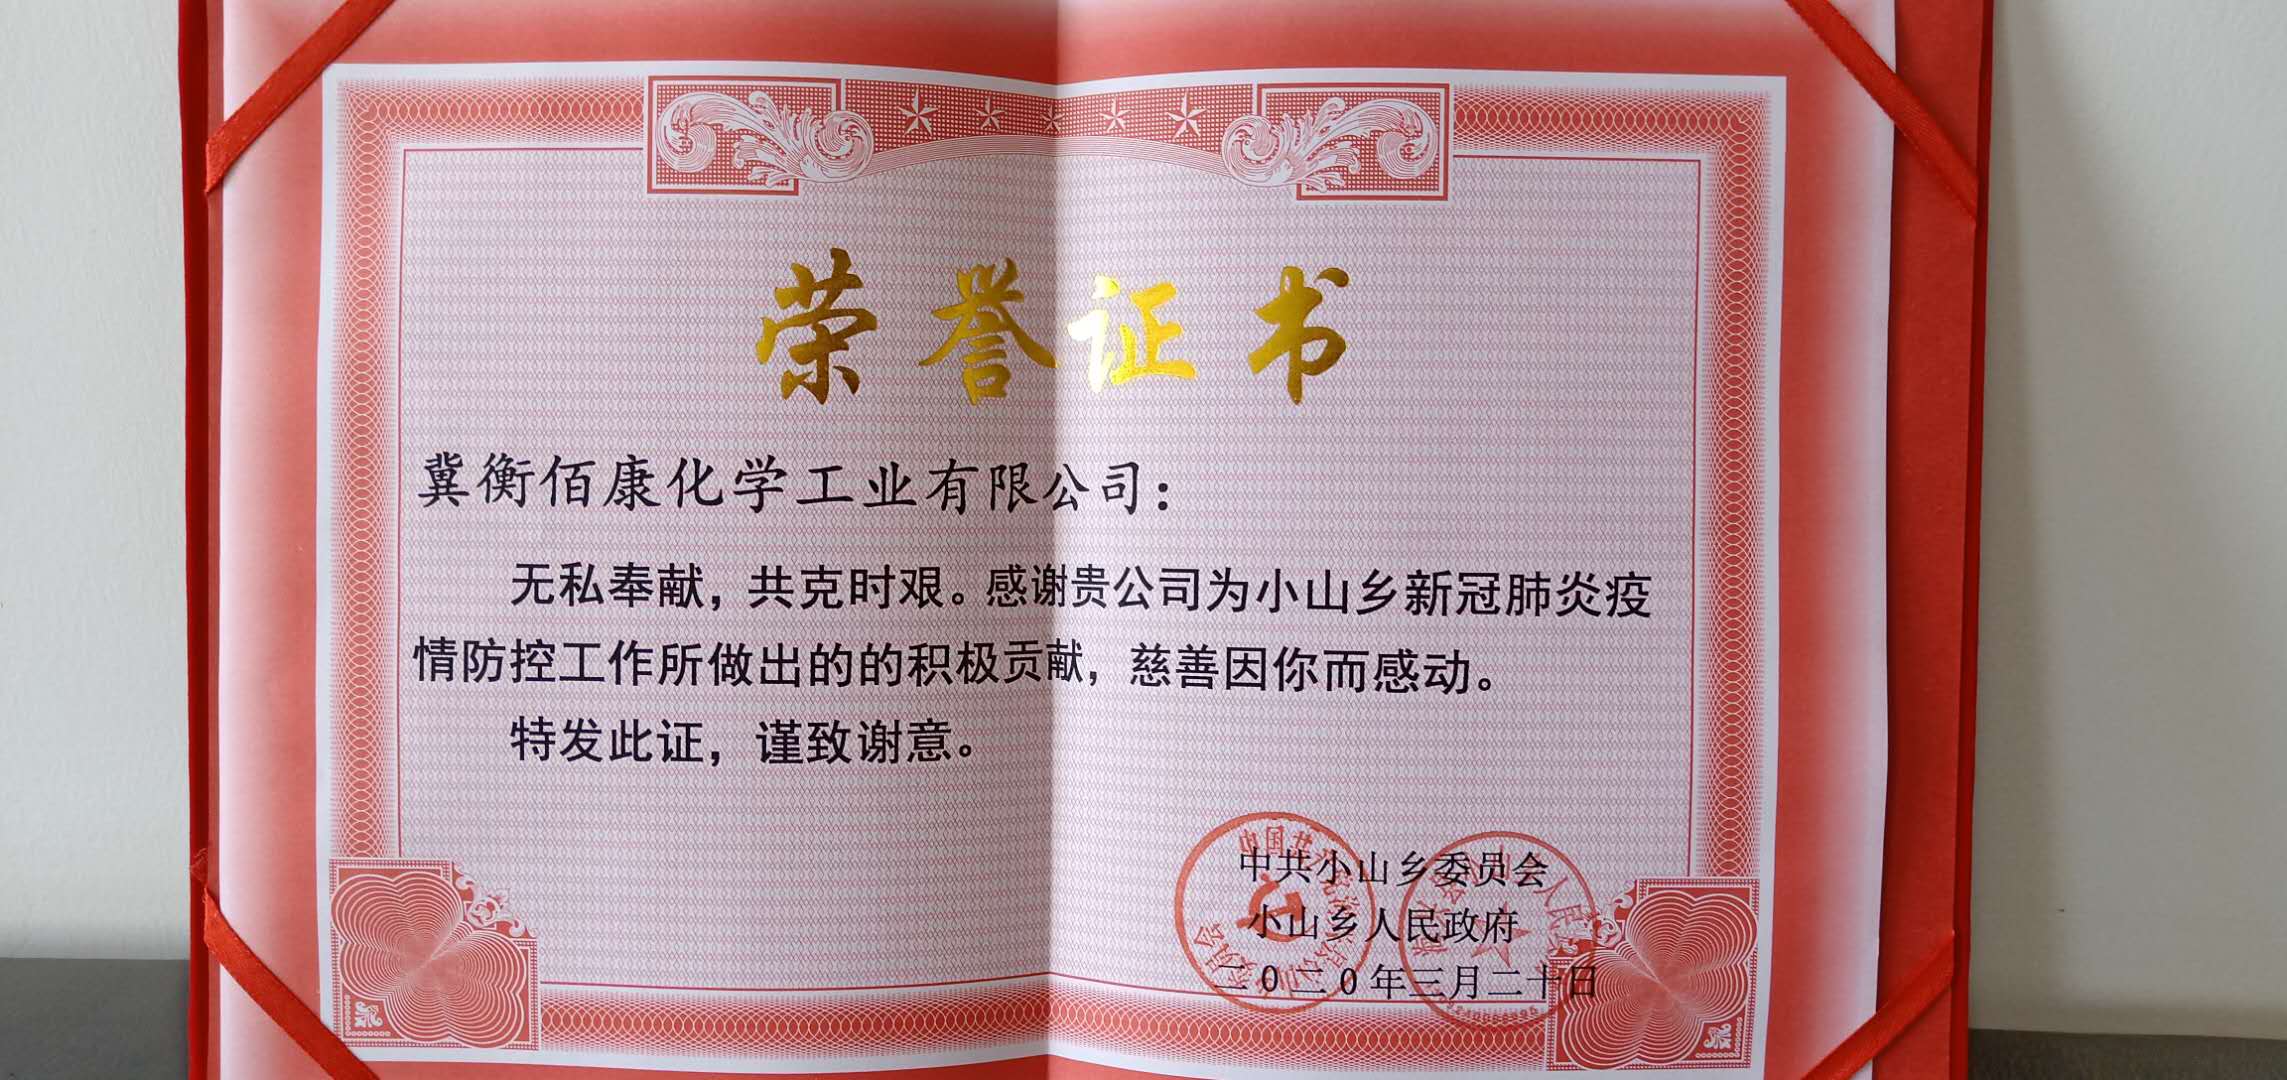 荣誉证书
冀衡佰康化学工业有限公司：
无私奉献，共克时艰。感谢贵公司为小山乡新冠肺炎疫
情防控工作所做出的的积极贡献，慈善因你而感动。
特发此证，谨致谢意。
中共小山乡委员会
小山乡人民政府
二0二0年三月二十日